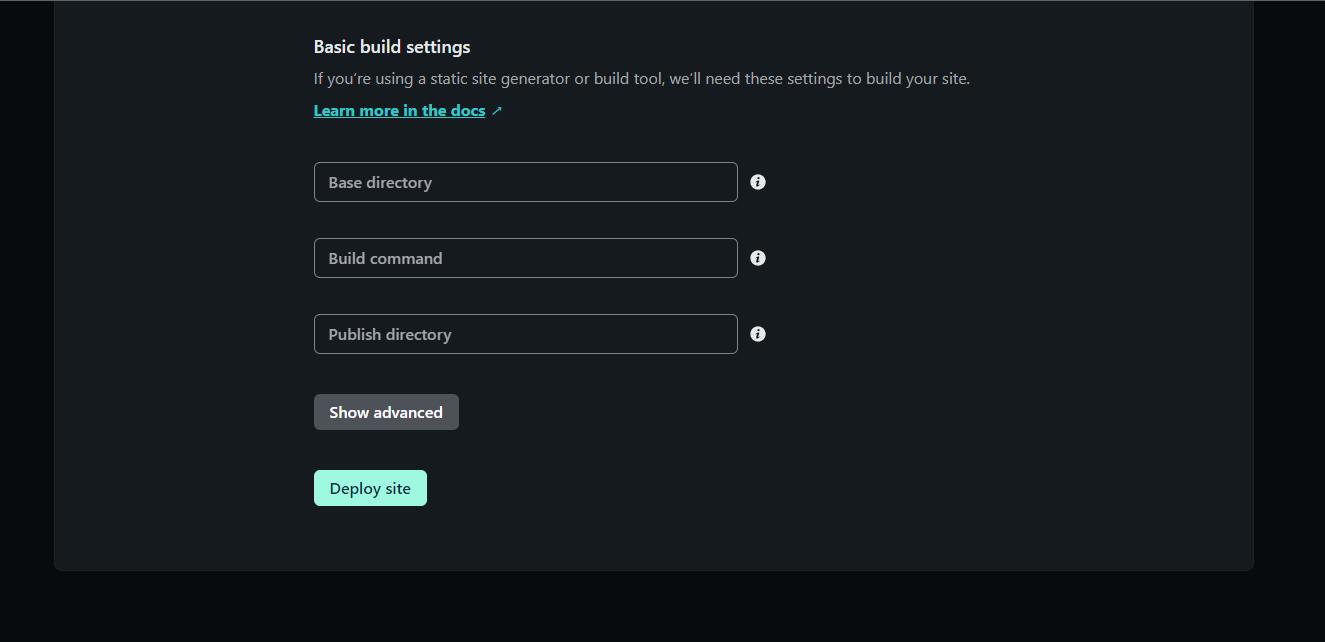 Basic build settings
If you’re using a static site generator or build tool, we’ll need these settings to build your site.
Learn more in the docs ↗
Base directory
Build command
Publish directory
Show advanced
Deploy site